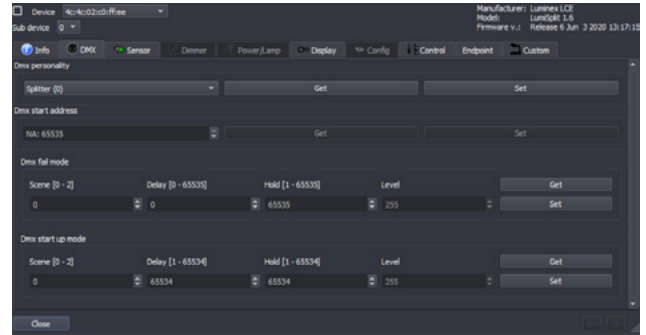 Device 4c:4c:02:c0:ff:ee
Manufacturer: Luminex LCE
Sub device 0
Model: LumiSplit 1.6
Firmware v.: Release 6 Jun 3 2020 13:17:15
Info DMX Sensor Dimmer Power/Lamp Display Config Control Endpoint Custom
Dmx personality
Splitter (0) Get Set
Dmx start address
NA: 65535 Get Set
Dmx fail mode
Scene [0 - 2] Delay [0 - 65535] Hold [1 - 65535] Level Get
0 0 65535 255 Set
Dmx start up mode
Scene [0 - 2] Delay [1 - 65534] Hold [1 - 65534] Level Get
0 65534 65534 255 Set
Close